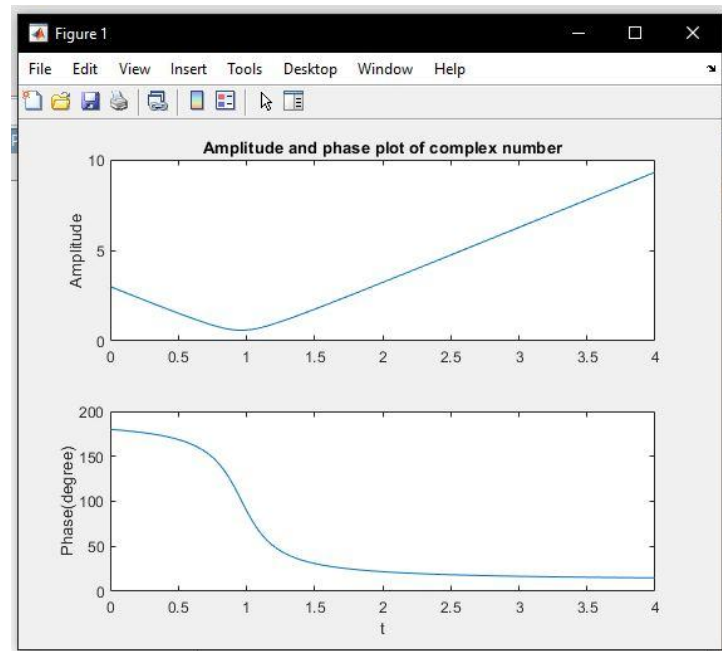 Figure 1
File Edit View Insert Tools Desktop Window Help
Amplitude and phase plot of complex number
Amplitude
10
5
0
0 0.5 1 1.5 2 2.5 3 3.5 4
Phase(degree)
200
150
100
50
0
0 0.5 1 1.5 2 2.5 3 3.5 4
t